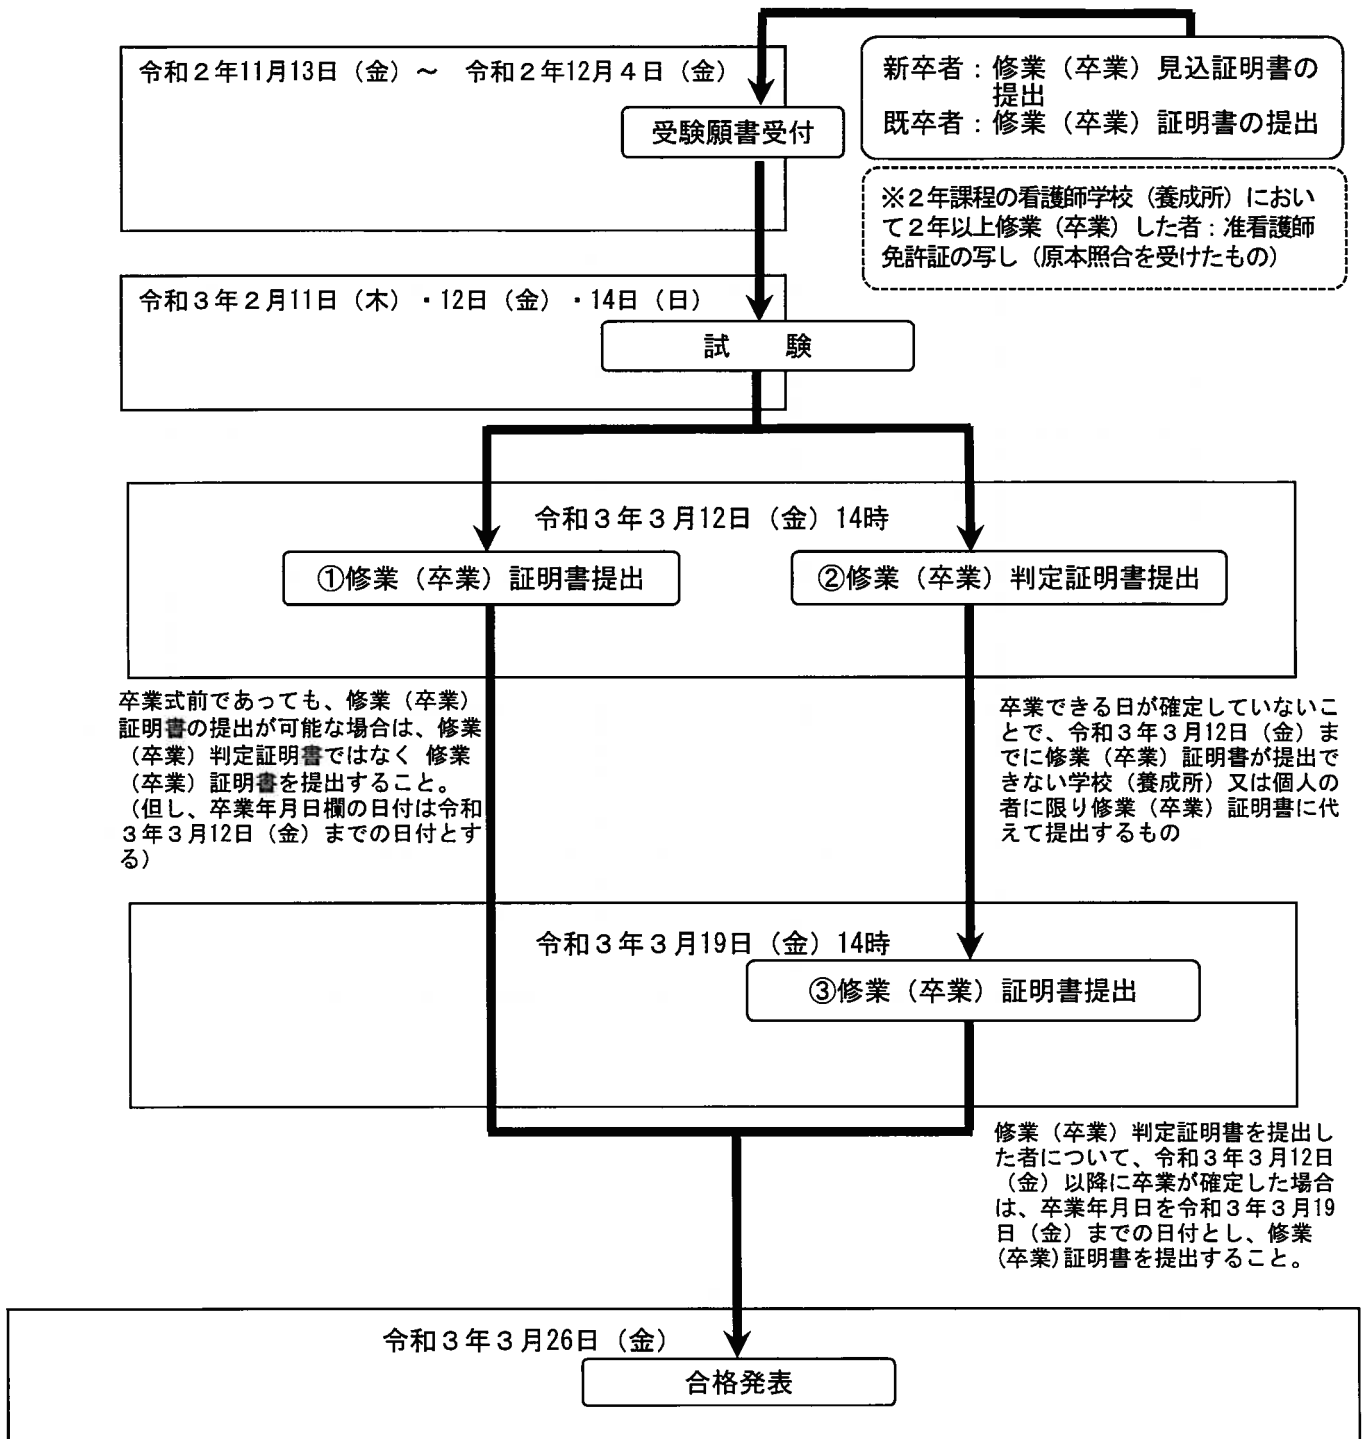 令和２年11月13日（金）～　令和２年12月４日（金）
受験願書受付
新卒者：修業（卒業）見込証明書の
提出
既卒者：修業（卒業）証明書の提出
※２年課程の看護師学校（養成所）におい
て２年以上修業（卒業）した者：准看護師
免許証の写し（原本照合を受けたもの）
令和３年２月11日（木）・12日（金）・14日（日）
試　　験
令和３年３月12日（金）14時
①修業（卒業）証明書提出
②修業（卒業）判定証明書提出
卒業式前であっても、修業（卒業）
証明書の提出が可能な場合は、修業
（卒業）判定証明書ではなく 修業
（卒業）証明書を提出すること。
（但し、卒業年月日欄の日付は令和
３年３月12日（金）までの日付とす
る）
卒業できる日が確定していないこ
とで、令和３年３月12日（金）ま
でに修業（卒業）証明書が提出で
きない学校（養成所）又は個人の
者に限り修業（卒業）証明書に代
えて提出するもの
令和３年３月19日（金）14時
③修業（卒業）証明書提出
修業（卒業）判定証明書を提出し
た者について、令和３年３月12日
（金）以降に卒業が確定した場合
は、卒業年月日を令和３年３月19
日（金）までの日付とし、修業
(卒業)証明書を提出すること。
令和３年３月26日（金）
合格発表